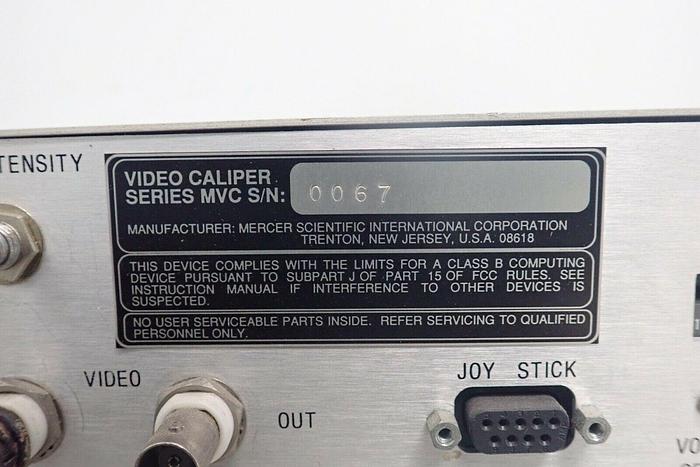 TENSITY
VIDEO CALIPER
SERIES MVC S/N: 0067
MANUFACTURER: MERCER SCIENTIFIC INTERNATIONAL CORPORATION
TRENTON, NEW JERSEY, U.S.A. 08618
THIS DEVICE COMPLIES WITH THE LIMITS FOR A CLASS B COMPUTING
DEVICE PURSUANT TO SUBPART J OF PART 15 OF FCC RULES. SEE
INSTRUCTION MANUAL IF INTERFERENCE TO OTHER DEVICES IS
SUSPECTED.
NO USER SERVICEABLE PARTS INSIDE. REFER SERVICING TO QUALIFIED
PERSONNEL ONLY.
VIDEO
OUT
JOY STICK
VO